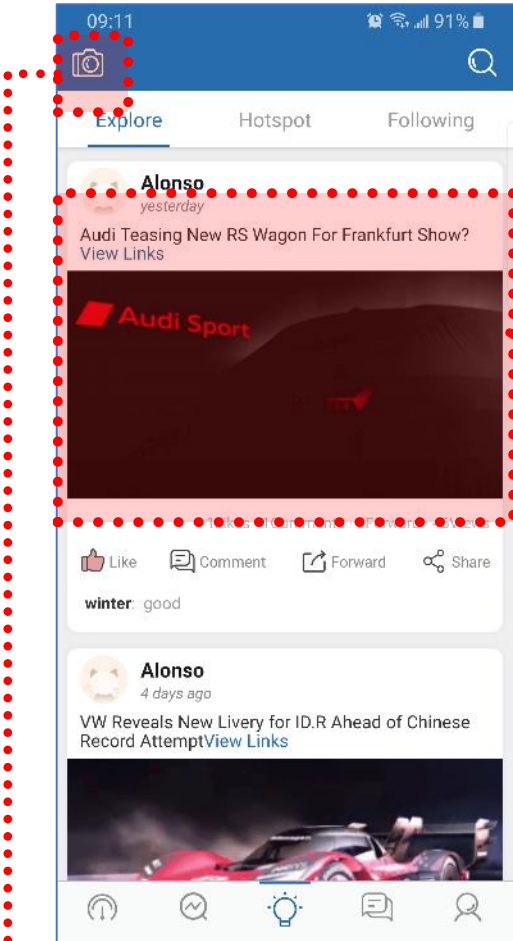 09:11 91%
Explore Hotspot Following
Alonso
yesterday
Audi Teasing New RS Wagon For Frankfurt Show?
View Links
Audi Sport
Like Comment Forward Share
winter: good
Alonso
4 days ago
VW Reveals New Livery for ID.R Ahead of Chinese
Record AttemptView Links